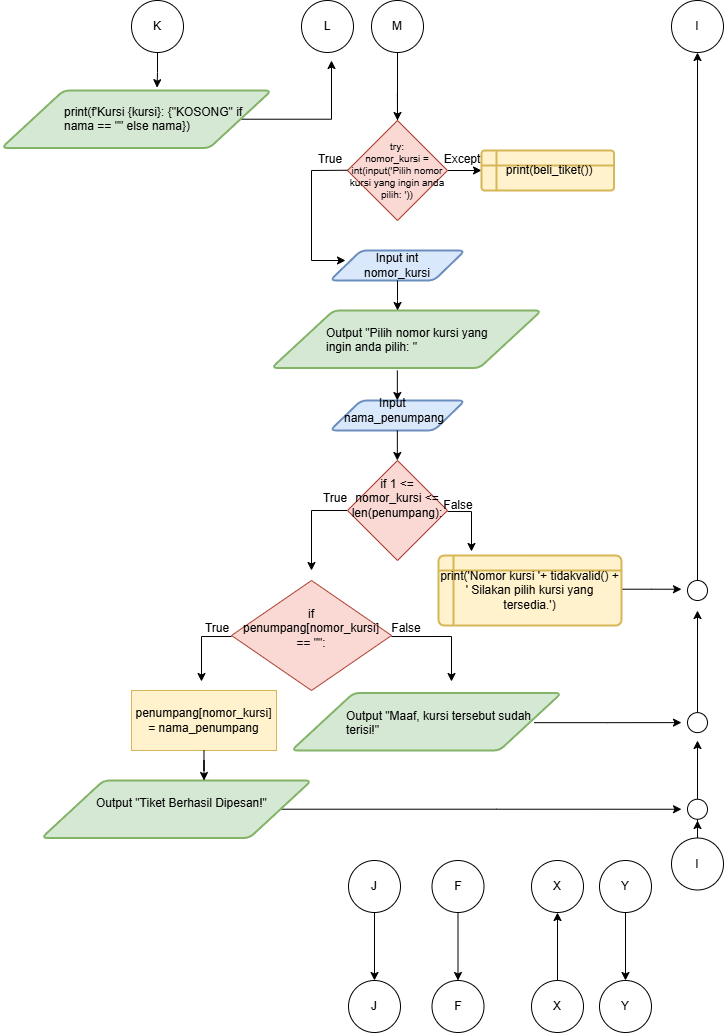 K
L
M
I
print(f'Kursi {kursi}: {"KOSONG" if
nama == "" else nama})
try:
nomor_kursi =
int(input('Pilih nomor
kursi yang ingin anda
pilih: '))
True
Except
print(beli_tiket())
Input int
nomor_kursi
Output "Pilih nomor kursi yang
ingin anda pilih: "
Input
nama_penumpang
if 1 <=
nomor_kursi <=
len(penumpang):
True
False
print('Nomor kursi '+ tidakvalid() +
' Silakan pilih kursi yang
tersedia.')
if
penumpang[nomor_kursi]
== "":
True
False
penumpang[nomor_kursi]
= nama_penumpang
Output "Maaf, kursi tersebut sudah
terisi!"
Output "Tiket Berhasil Dipesan!"
I
J
F
X
Y
J
F
X
Y